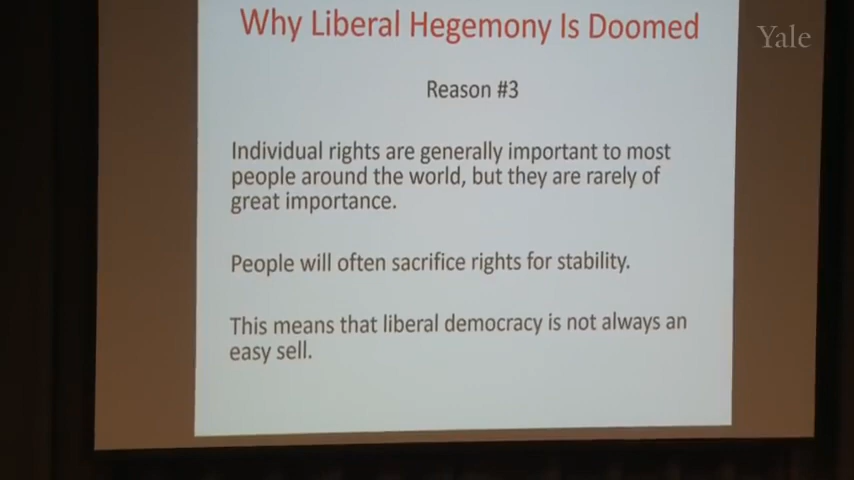 Why Liberal Hegemony Is Doomed
Yale
Reason #3
Individual rights are generally important to most
people around the world, but they are rarely of
great importance.
People will often sacrifice rights for stability.
This means that liberal democracy is not always an
easy sell.